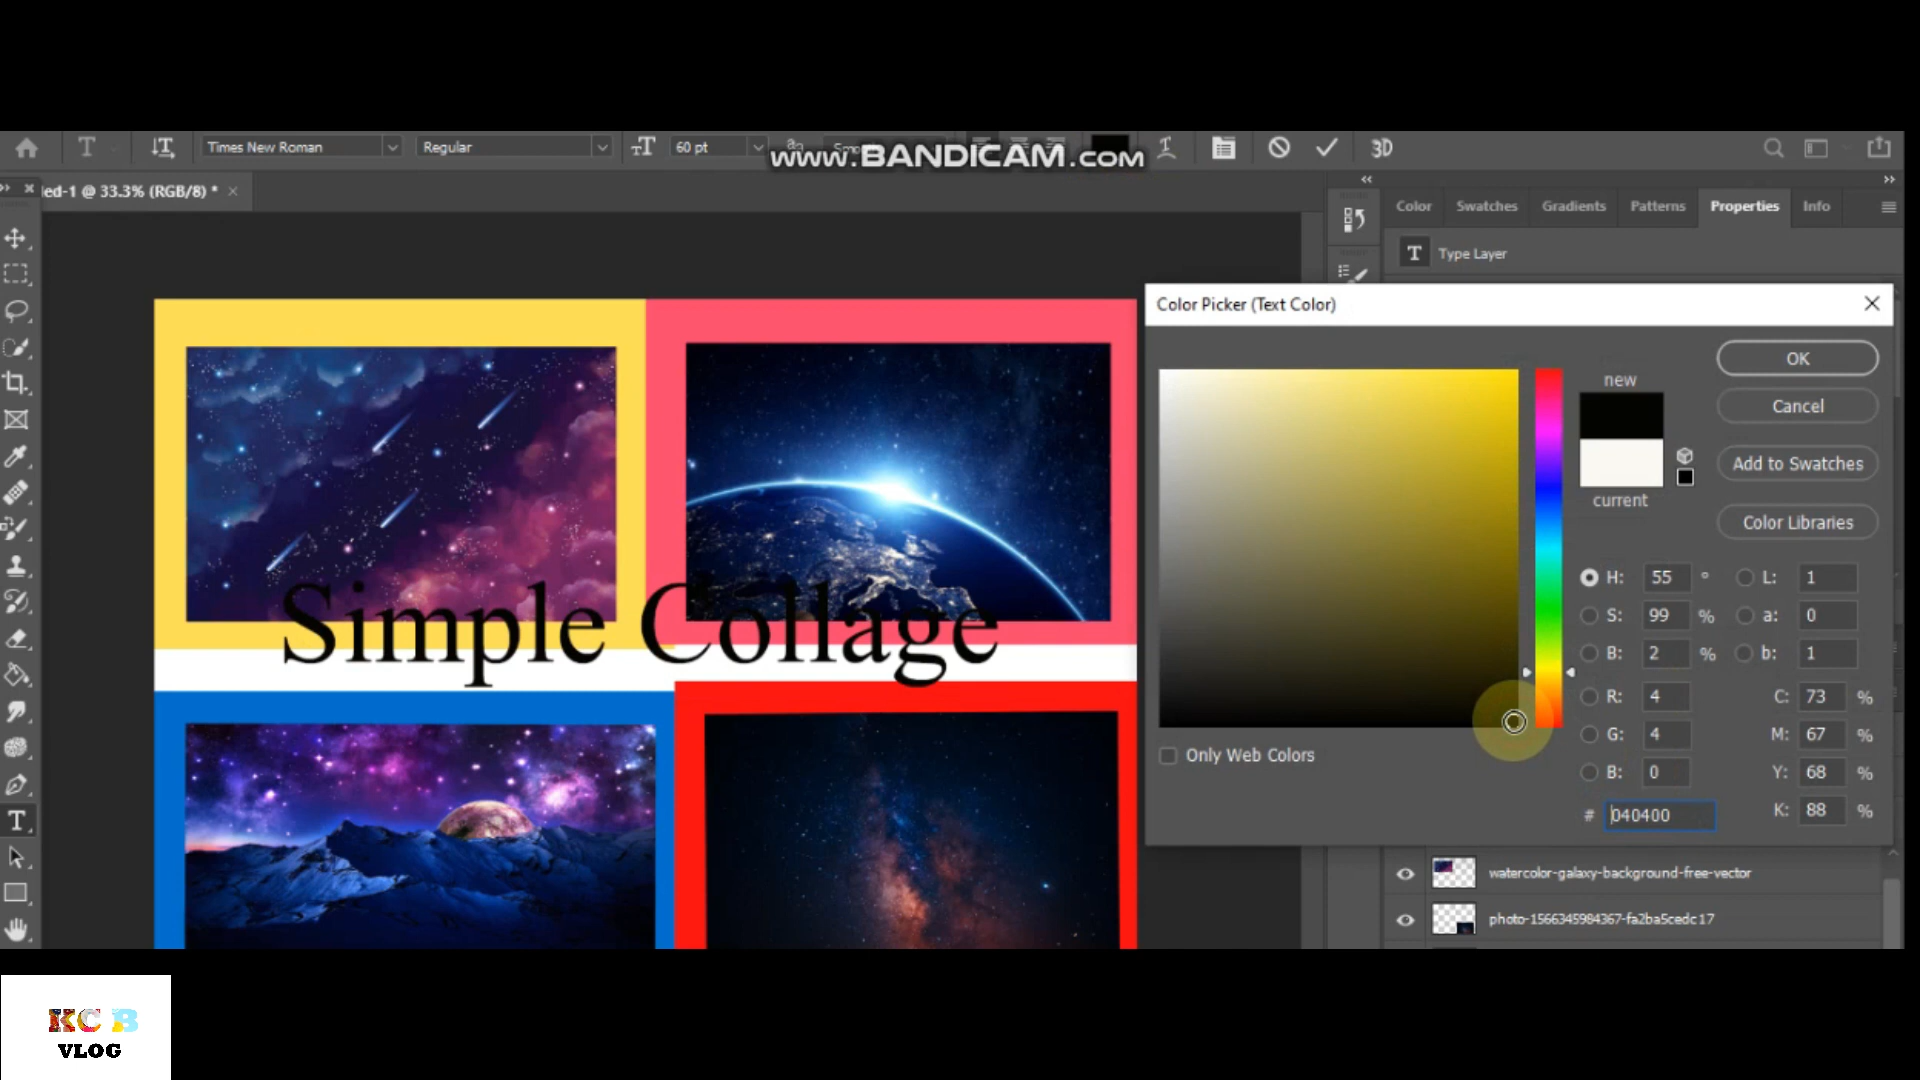 Times New Roman
Regular
60 pt
www.BANDICAM.com
3D
led-1 @ 33.3% (RGB/8) *
Color
Swatches
Gradients
Patterns
Properties
Info
T Type Layer
Color Picker (Text Color)
new
current
OK
Cancel
Add to Swatches
Color Libraries
H: 55 °
L: 1
S: 99 %
a: 0
B: 2 %
b: 1
R: 4
C: 73 %
G: 4
M: 67 %
B: 0
Y: 68 %
# 040400
K: 88 %
Only Web Colors
Simple Collage
watercolor-galaxy-background-free-vector
photo-1566345984367-fa2ba5cedc17
KC B
VLOG